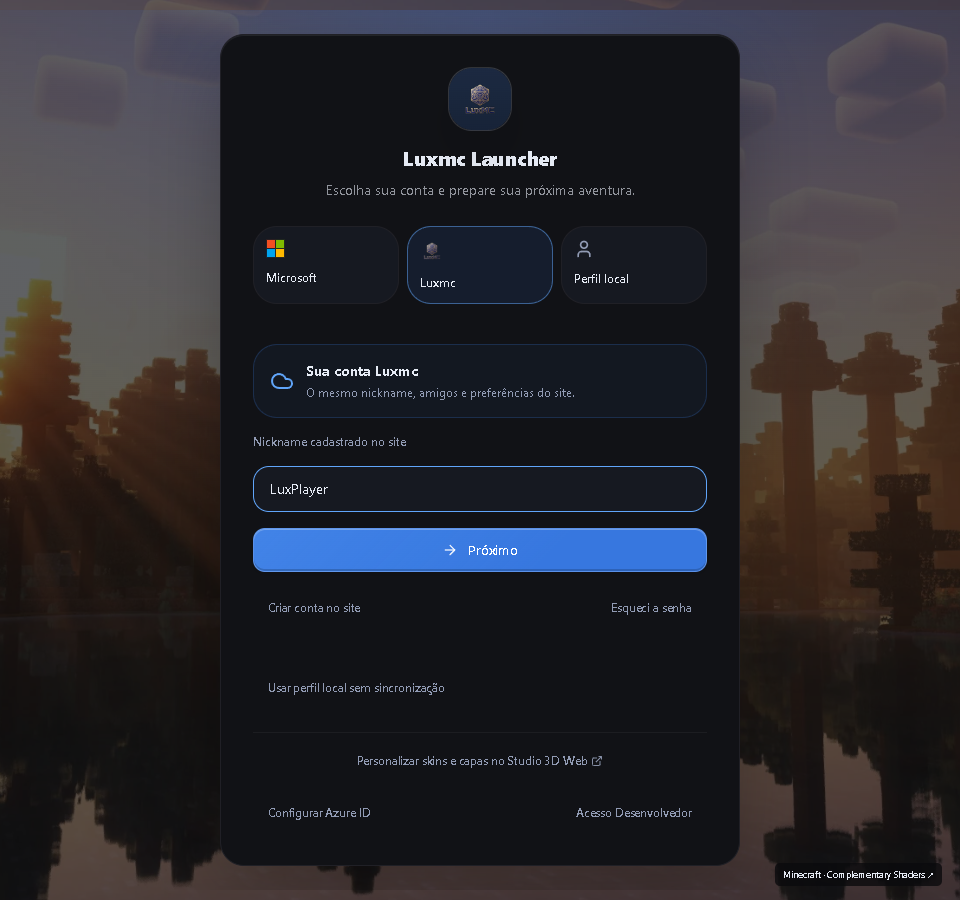 Luxmc Launcher
Escolha sua conta e prepare sua próxima aventura.
Microsoft
Luxmc
Perfil local
Sua conta Luxmc
O mesmo nickname, amigos e preferências do site.
Nickname cadastrado no site
LuxPlayer
Próximo
Criar conta no site
Esqueci a senha
Usar perfil local sem sincronização
Personalizar skins e capas no Studio 3D Web
Configurar Azure ID
Acesso Desenvolvedor
Minecraft · Complementary Shaders ↗